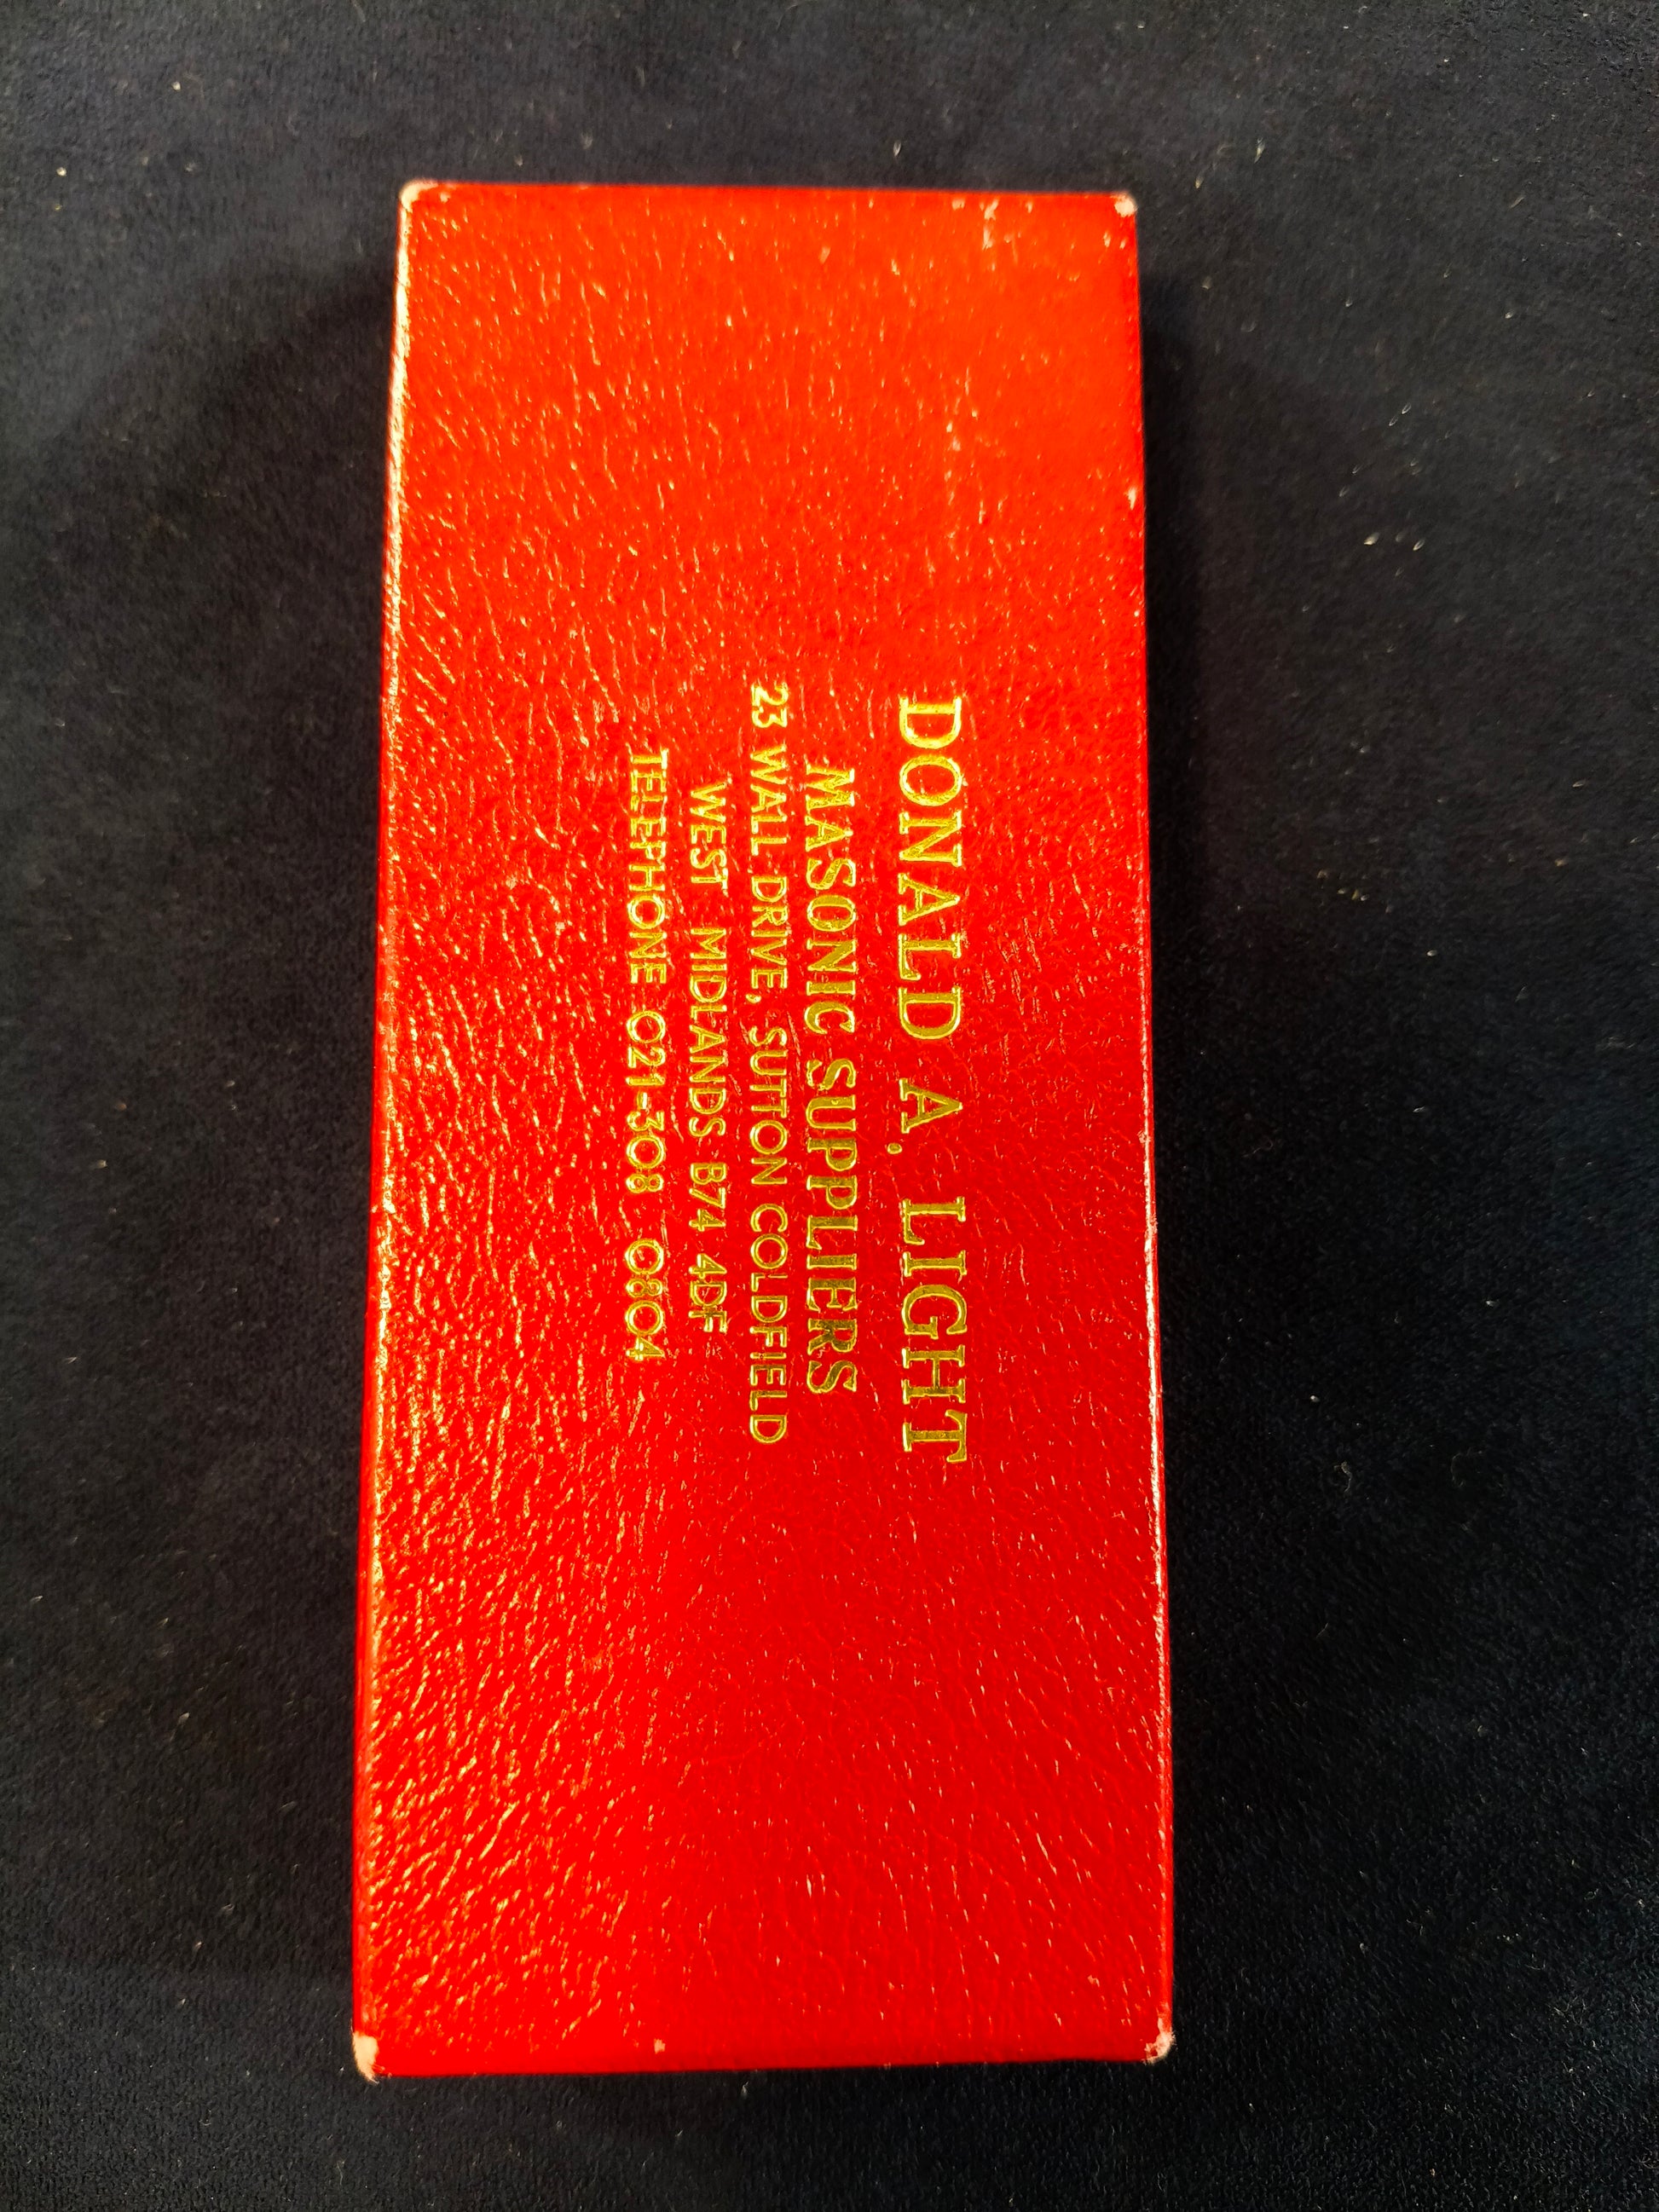 DONALD A. LIGHT
MASONIC SUPPLIERS
23 WALL DRIVE, SUTTON COLDFIELD
WEST MIDLANDS B74 4DF
TELEPHONE 021-308 0804